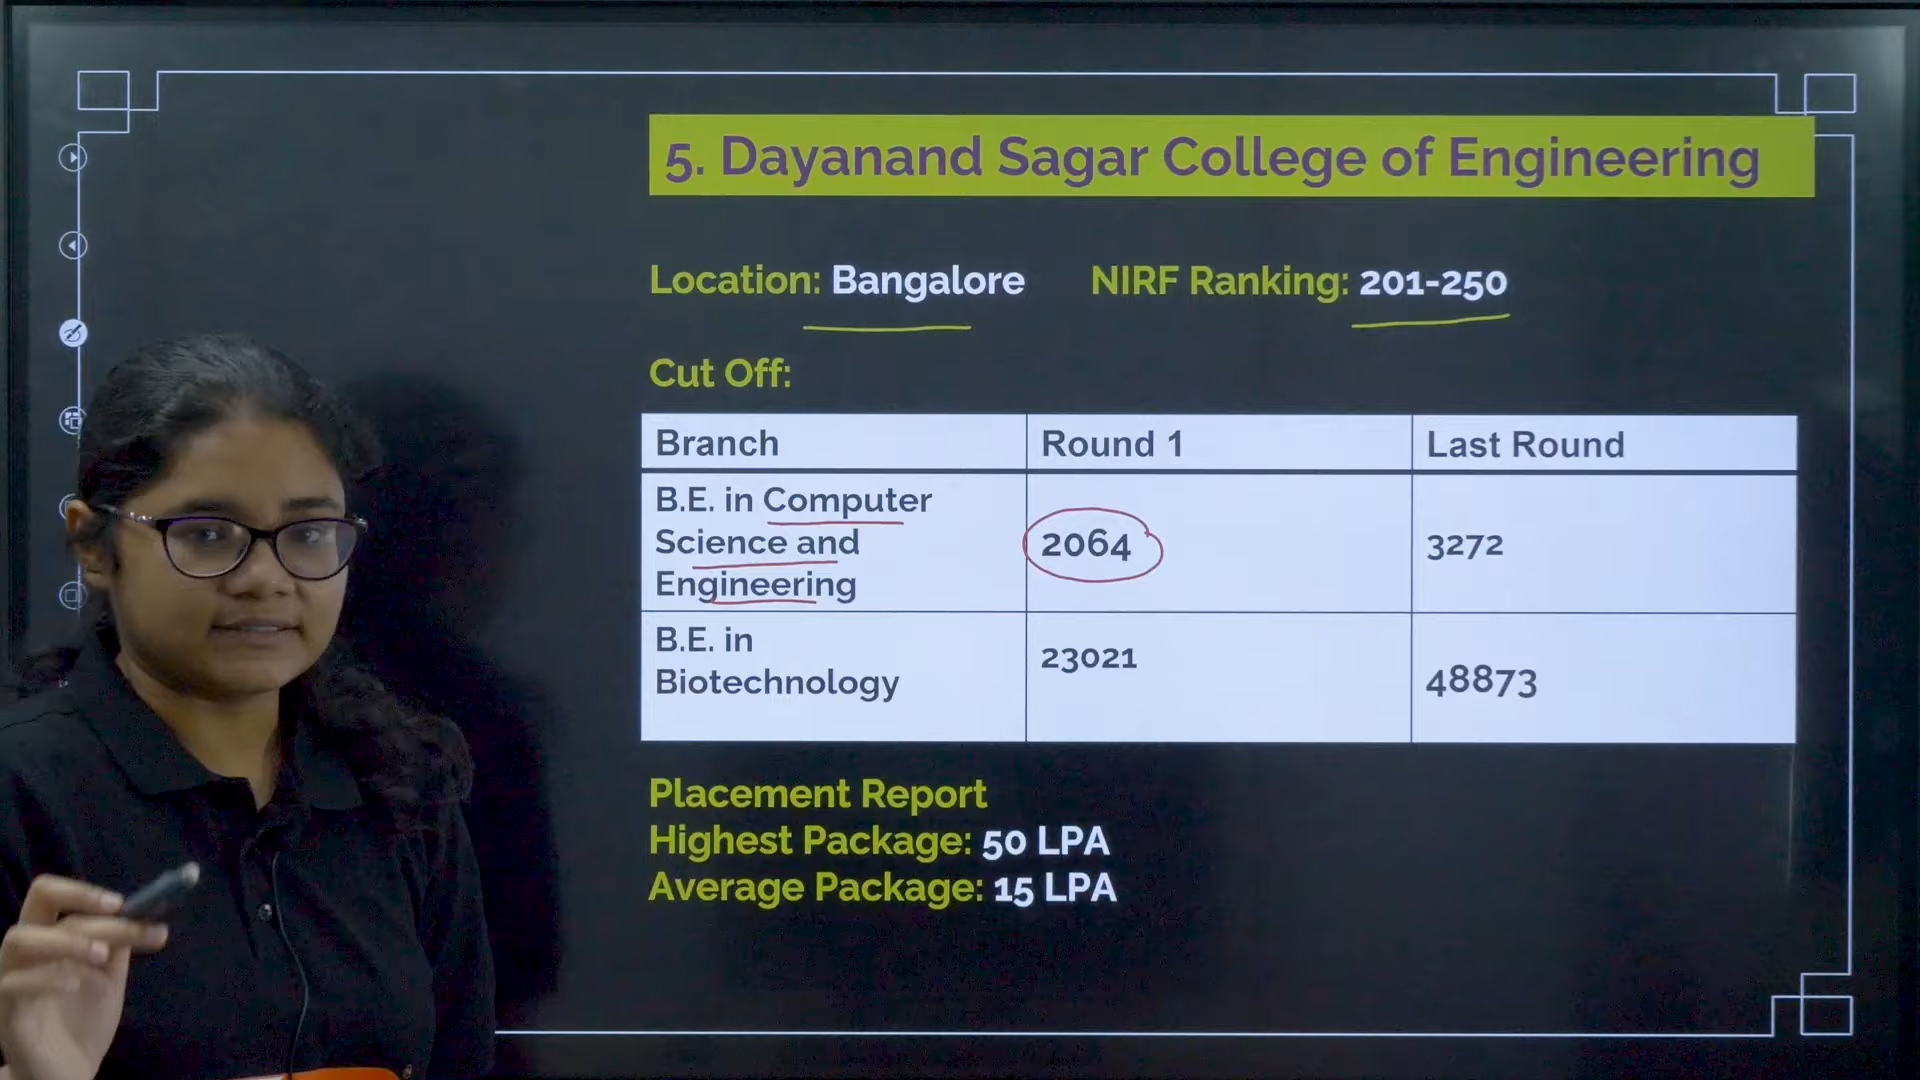 5. Dayanand Sagar College of Engineering
Location: Bangalore NIRF Ranking: 201-250
Cut Off:
Branch Round 1 Last Round
B.E. in Computer
Science and
Engineering
2064
3272
B.E. in
Biotechnology
23021
48873
Placement Report
Highest Package: 50 LPA
Average Package: 15 LPA